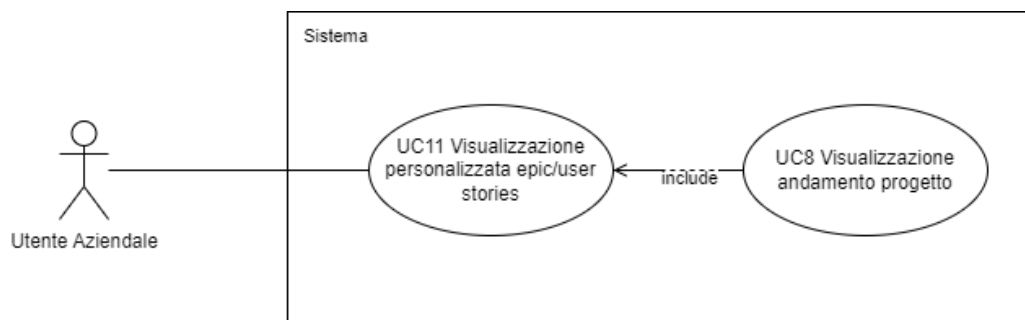 Sistema
UC11 Visualizzazione
personalizzata epic/user
stories
include
UC8 Visualizzazione
andamento progetto
Utente Aziendale